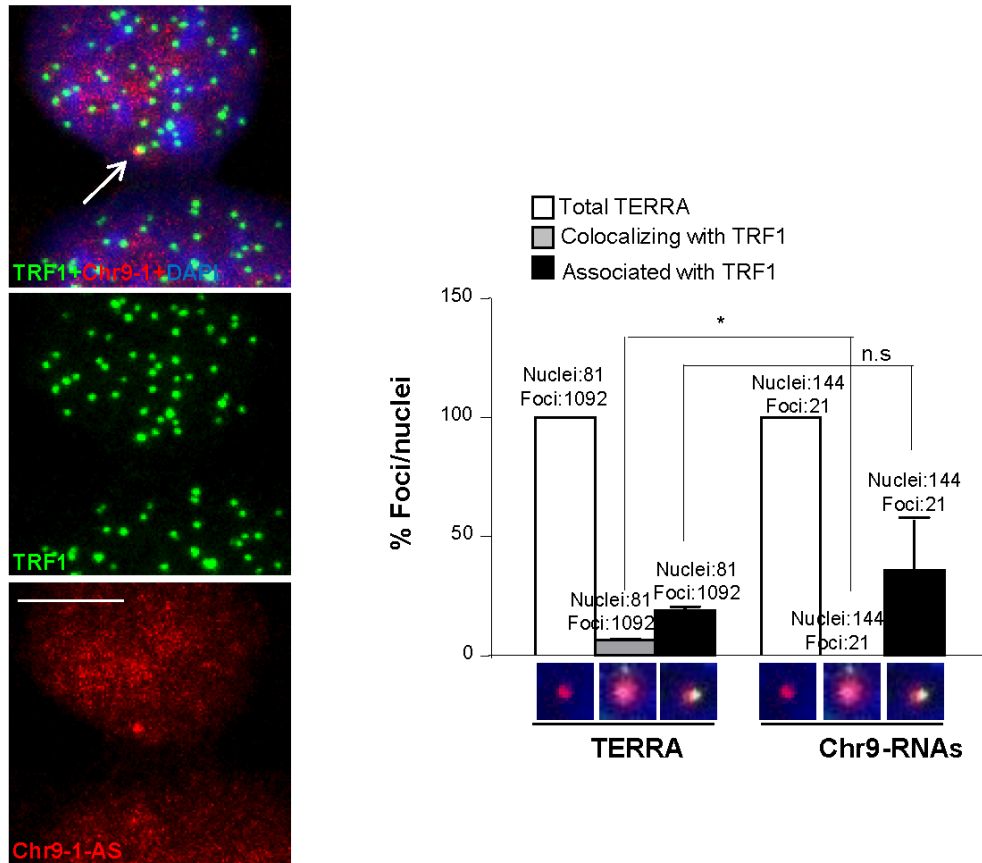 TRF1+Chr9-1+DAPI
TRF1
Chr9-1-AS
Total TERRA
Colocalizing with TRF1
Associated with TRF1
150
100
50
0
% Foci/nuclei
*
n.s
Nuclei:81
Foci:1092
Nuclei:81
Foci:1092
Nuclei:81
Foci:1092
Nuclei:144
Foci:21
Nuclei:144
Foci:21
Nuclei:144
Foci:21
TERRA
Chr9-RNAs